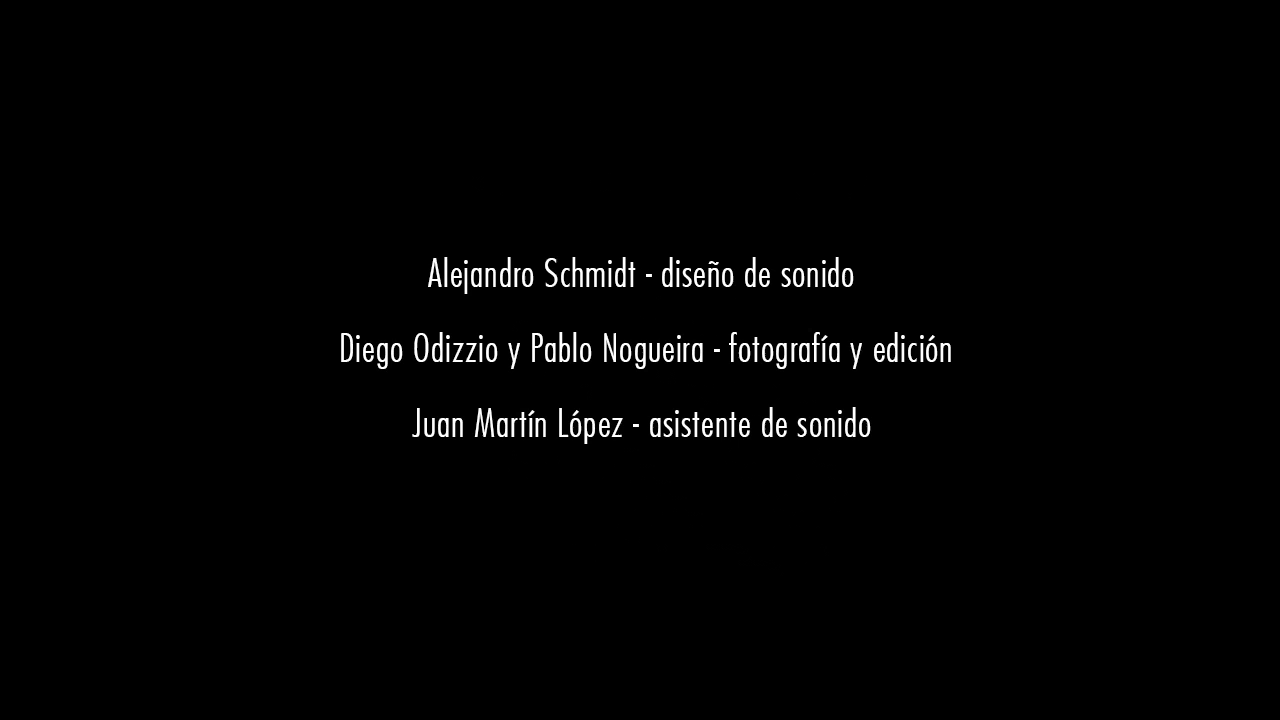 Alejandro Schmidt - diseño de sonido
Diego Odizzio y Pablo Nogueira - fotografía y edición
Juan Martín López - asistente de sonido